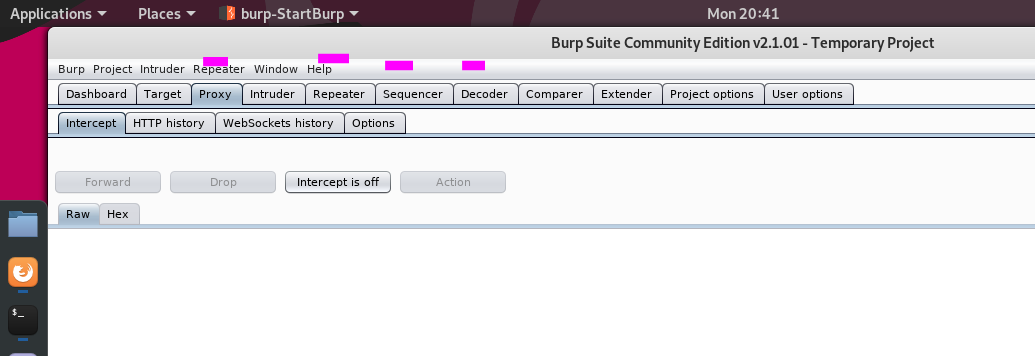 Applications Places burp-StartBurp Mon 20:41
Burp Suite Community Edition v2.1.01 - Temporary Project
Burp Project Intruder Repeater Window Help
Dashboard Target Proxy Intruder Repeater Sequencer Decoder Comparer Extender Project options User options
Intercept HTTP history WebSockets history Options
Forward Drop Intercept is off Action
Raw Hex
$_